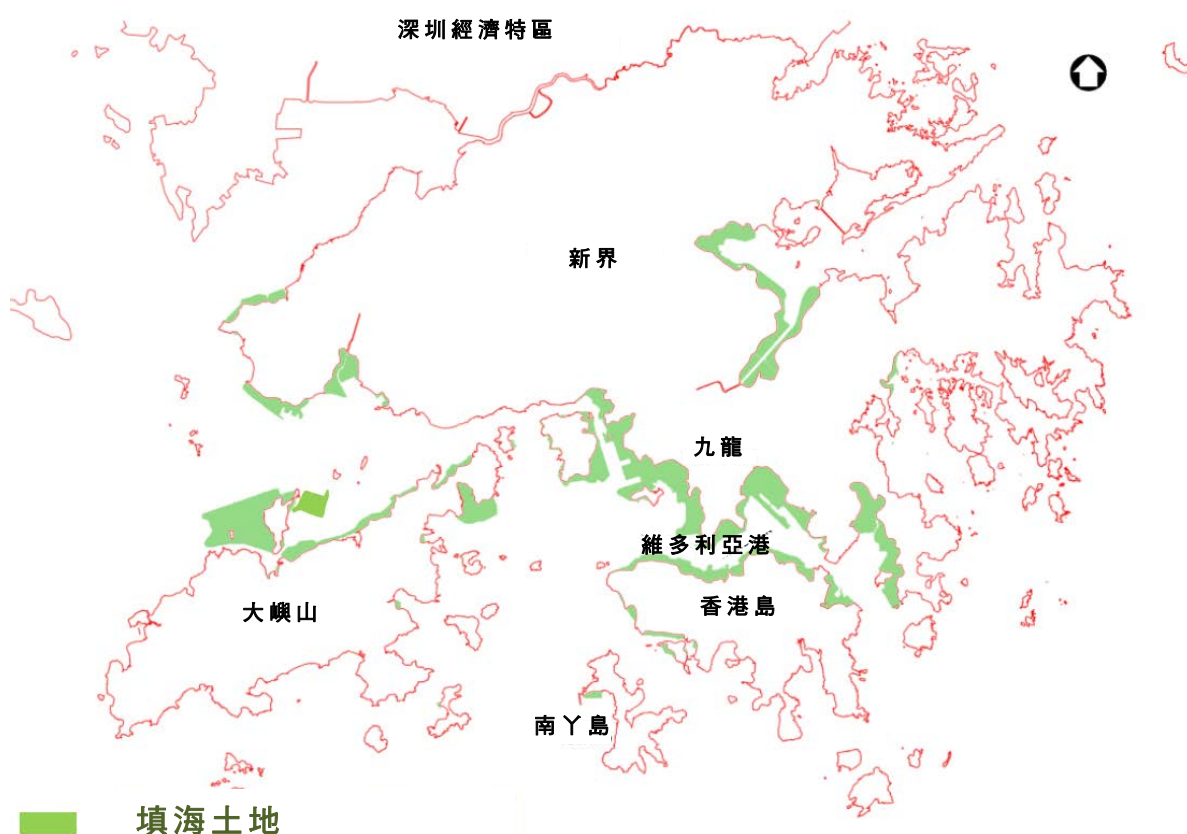 深圳經濟特區
新界
九龍
維多利亞港
香港島
大嶼山
南丫島
填海土地